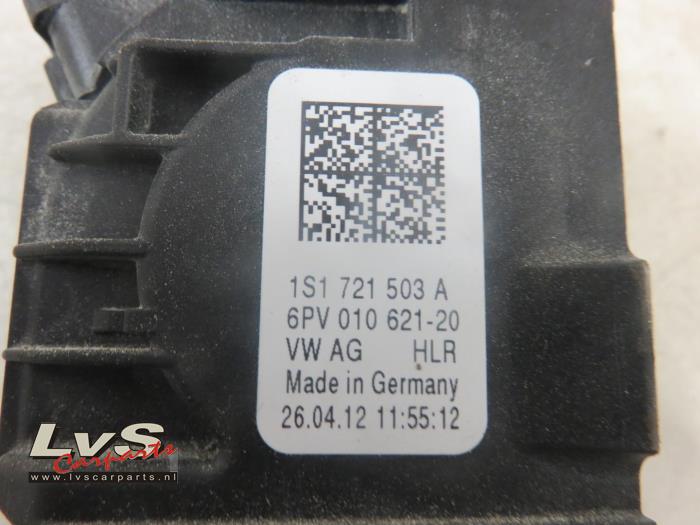 1S1 721 503 A
6PV 010 621-20
VW AG HLR
Made in Germany
26.04.12 11:55:12
LvS
Carparts
www.lvscarparts.nl